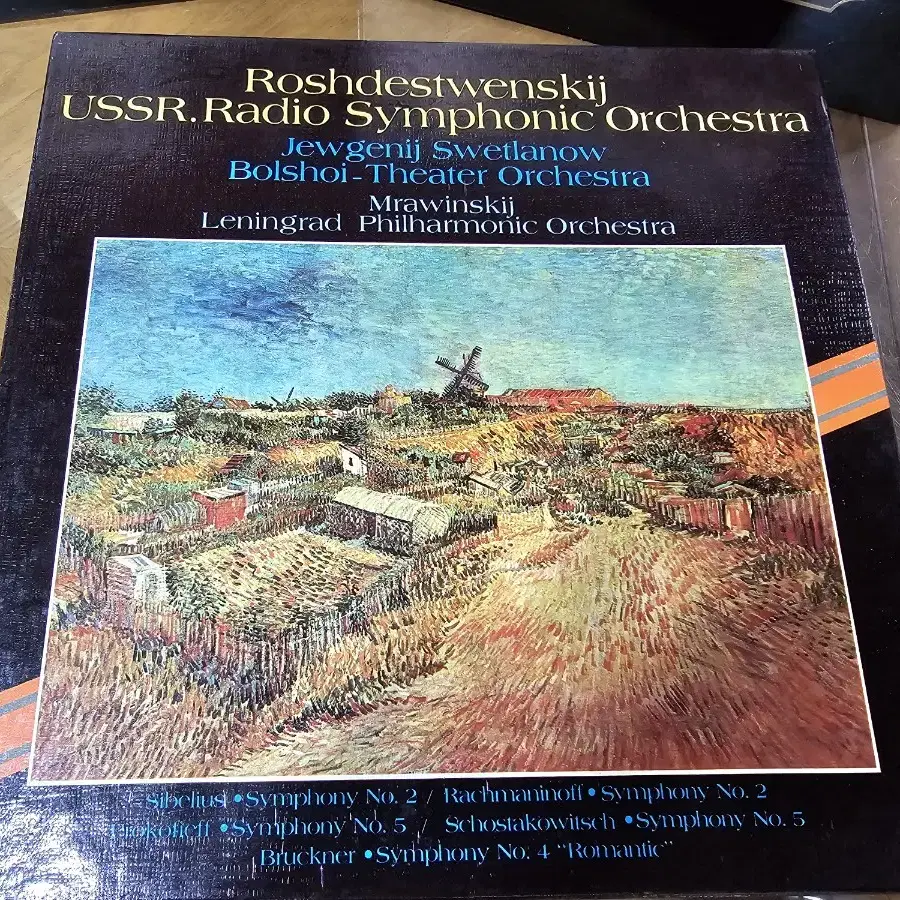 Roshdestwenskij
USSR. Radio Symphonic Orchestra
Jewgenij Swetlanow
Bolshoi-Theater Orchestra
Mrawinskij
Leningrad Philharmonic Orchestra
Sibelius • Symphony No. 2 / Rachmaninoff • Symphony No. 2
Prokofieff • Symphony No. 5 / Schostakowitsch • Symphony No. 5
Bruckner • Symphony No. 4 "Romantic"